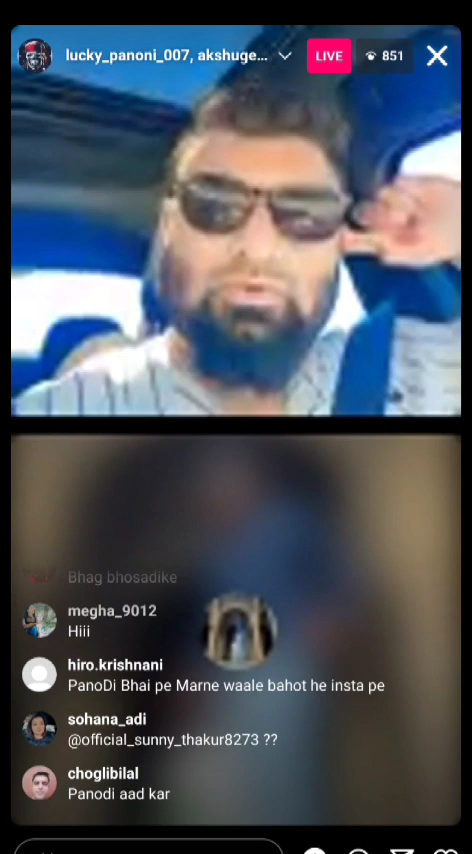 lucky_panoni_007, akshuge...
LIVE
851
Bhag bhosadike
megha_9012
Hiii
hiro.krishnani
PanoDi Bhai pe Marne waale bahot he insta pe
sohana_adi
@official_sunny_thakur8273 ??
choglibilal
Panodi aad kar